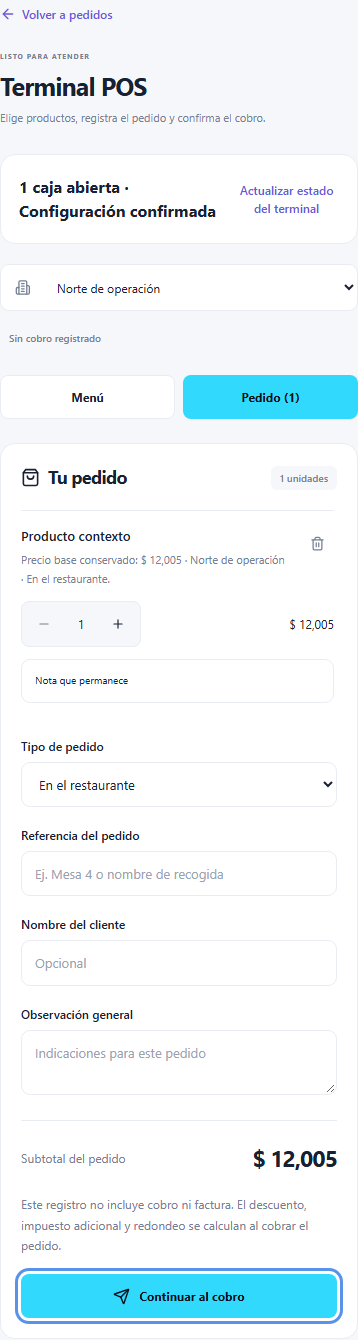 Volver a pedidos
LISTO PARA ATENDER
Terminal POS
Elige productos, registra el pedido y confirma el cobro.
1 caja abierta ·
Configuración confirmada
Actualizar estado
del terminal
Norte de operación
Sin cobro registrado
Menú
Pedido (1)
Tu pedido
1 unidades
Producto contexto
Precio base conservado: $ 12,005 · Norte de operación
· En el restaurante.
1
$ 12,005
Nota que permanece
Tipo de pedido
En el restaurante
Referencia del pedido
Ej. Mesa 4 o nombre de recogida
Nombre del cliente
Opcional
Observación general
Indicaciones para este pedido
Subtotal del pedido
$ 12,005
Este registro no incluye cobro ni factura. El descuento,
impuesto adicional y redondeo se calculan al cobrar el
pedido.
Continuar al cobro